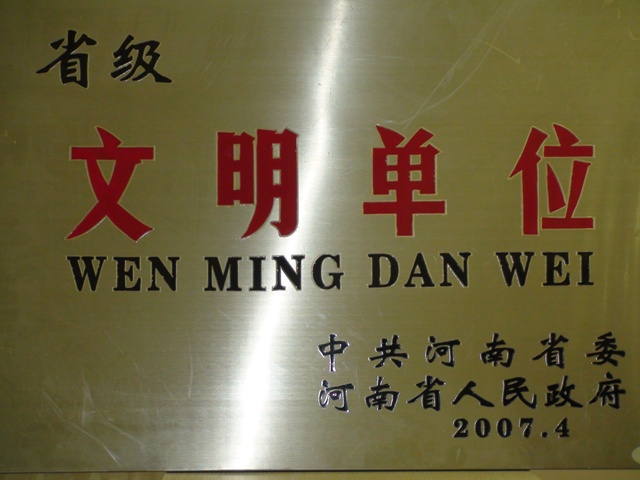 省级
文明单位
WEN MING DAN WEI
中共河南省委
河南省人民政府
2007.4